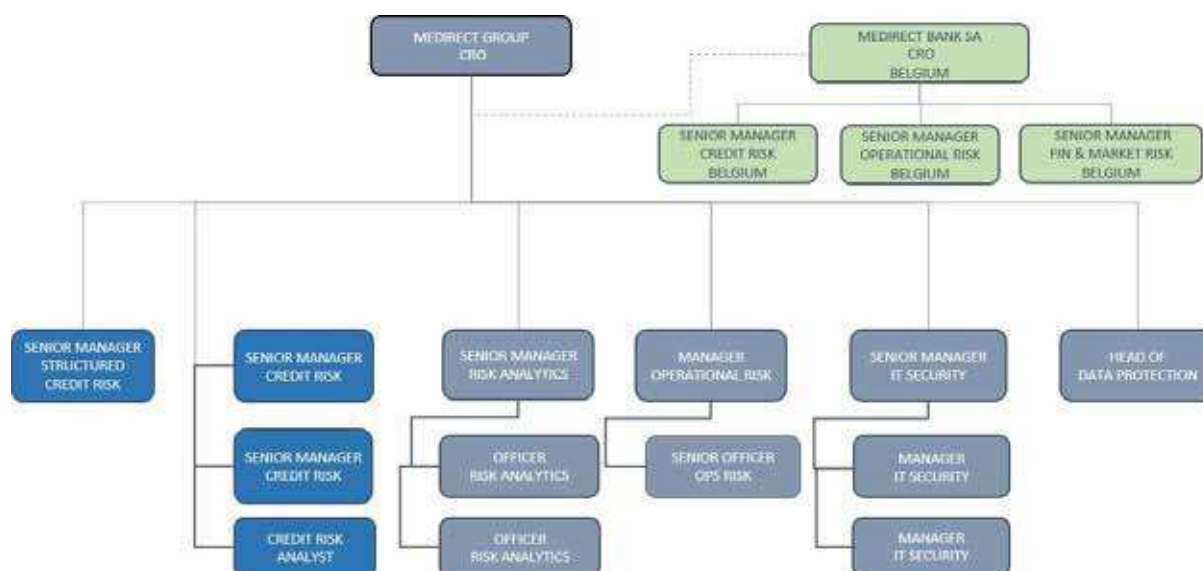 MEDIRECT GROUP
CRO
MEDIRECT BANK SA
CRO
BELGIUM
SENIOR MANAGER
CREDIT RISK
BELGIUM
SENIOR MANAGER
OPERATIONAL RISK
BELGIUM
SENIOR MANAGER
FIN & MARKET RISK
BELGIUM
SENIOR MANAGER
STRUCTURED
CREDIT RISK
SENIOR MANAGER
CREDIT RISK
SENIOR MANAGER
RISK ANALYTICS
MANAGER
OPERATIONAL RISK
SENIOR MANAGER
IT SECURITY
HEAD OF
DATA PROTECTION
SENIOR MANAGER
CREDIT RISK
OFFICER
RISK ANALYTICS
SENIOR OFFICER
OPS RISK
MANAGER
IT SECURITY
CREDIT RISK
ANALYST
OFFICER
RISK ANALYTICS
MANAGER
IT SECURITY